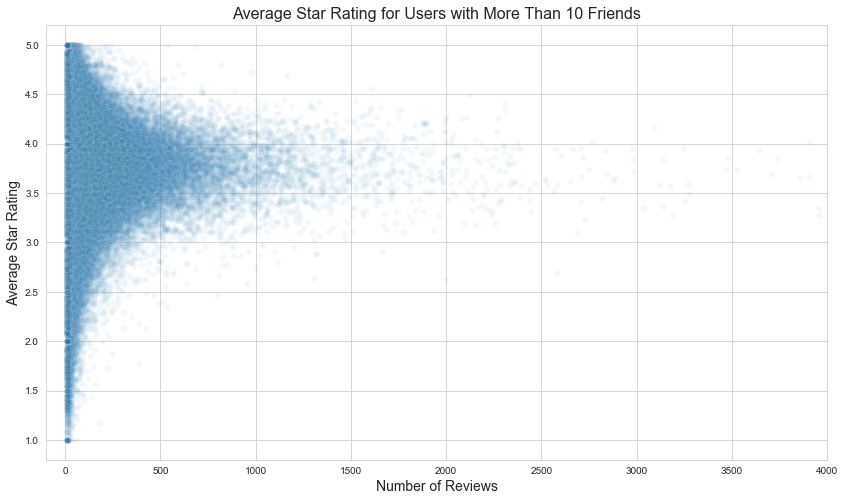 Average Star Rating for Users with More Than 10 Friends
5.0
4.5
4.0
3.5
3.0
2.5
2.0
1.5
1.0
Average Star Rating
0 500 1000 1500 2000 2500 3000 3500 4000
Number of Reviews